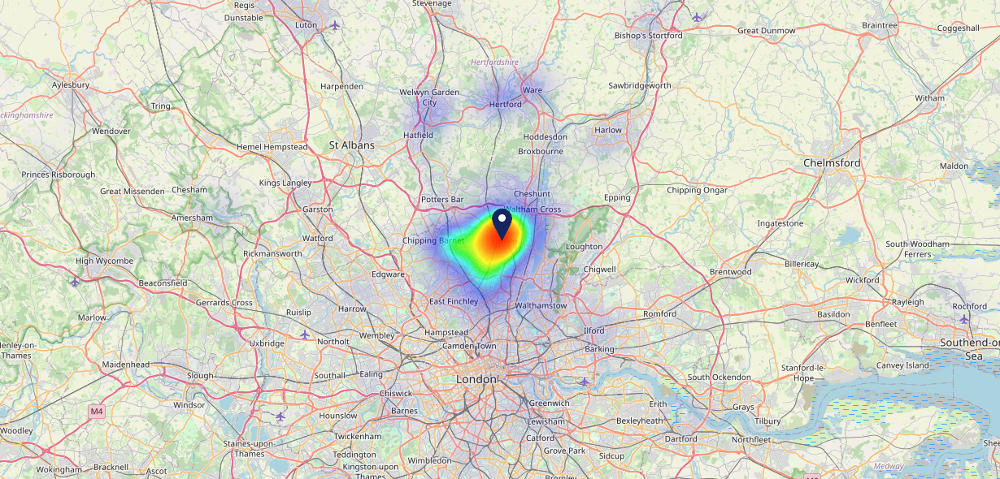 Stevenage
Regis
Dunstable
Luton
Bishop's Stortford
Great Dunmow
Braintree
Coggeshall
Hertfordshire
Aylesbury
Harpenden
Welwyn Garden
City
Ware
Hertford
Sawbridgeworth
Witham
Tring
ckinghamshire
Wendover
Hatfield
Hoddesdon
Harlow
Hemel Hempstead
St Albans
Broxbourne
Chelmsford
Maldon
Princes Risborough
Great Missenden
Chesham
Kings Langley
Potters Bar
Cheshunt
Epping
Chipping Ongar
Garston
Waltham Cross
Amersham
Ingatestone
Watford
Chipping Barnet
Loughton
South Woodham
Ferrers
Rickmansworth
High Wycombe
Chigwell
Brentwood
Billericay
Edgware
Wickford
Beaconsfield
Gerrards Cross
East Finchley
Walthamstow
Rayleigh
Rochford
Marlow
Ruislip
Harrow
Romford
Basildon
Benfleet
Hampstead
Ilford
Wembley
Uxbridge
Northolt
Camden Town
Barking
Southend-on-
Sea
Henley-on-
Thames
Maidenhead
Slough
Southall
Ealing
London
South Ockendon
Stanford-le-
Hope
Canvey Island
Chiswick
Windsor
Greenwich
Erith
Grays
M4
Hounslow
Barnes
Lewisham
Bexleyheath
Tilbury
Woodley
Twickenham
Catford
Dartford
Northfleet
Staines-upon-
Thames
Teddington
Grove Park
Wimbledon
Sidcup
Wokingham
Bracknell
Ascot
Kingston upon
Thames
Bromley
Medway